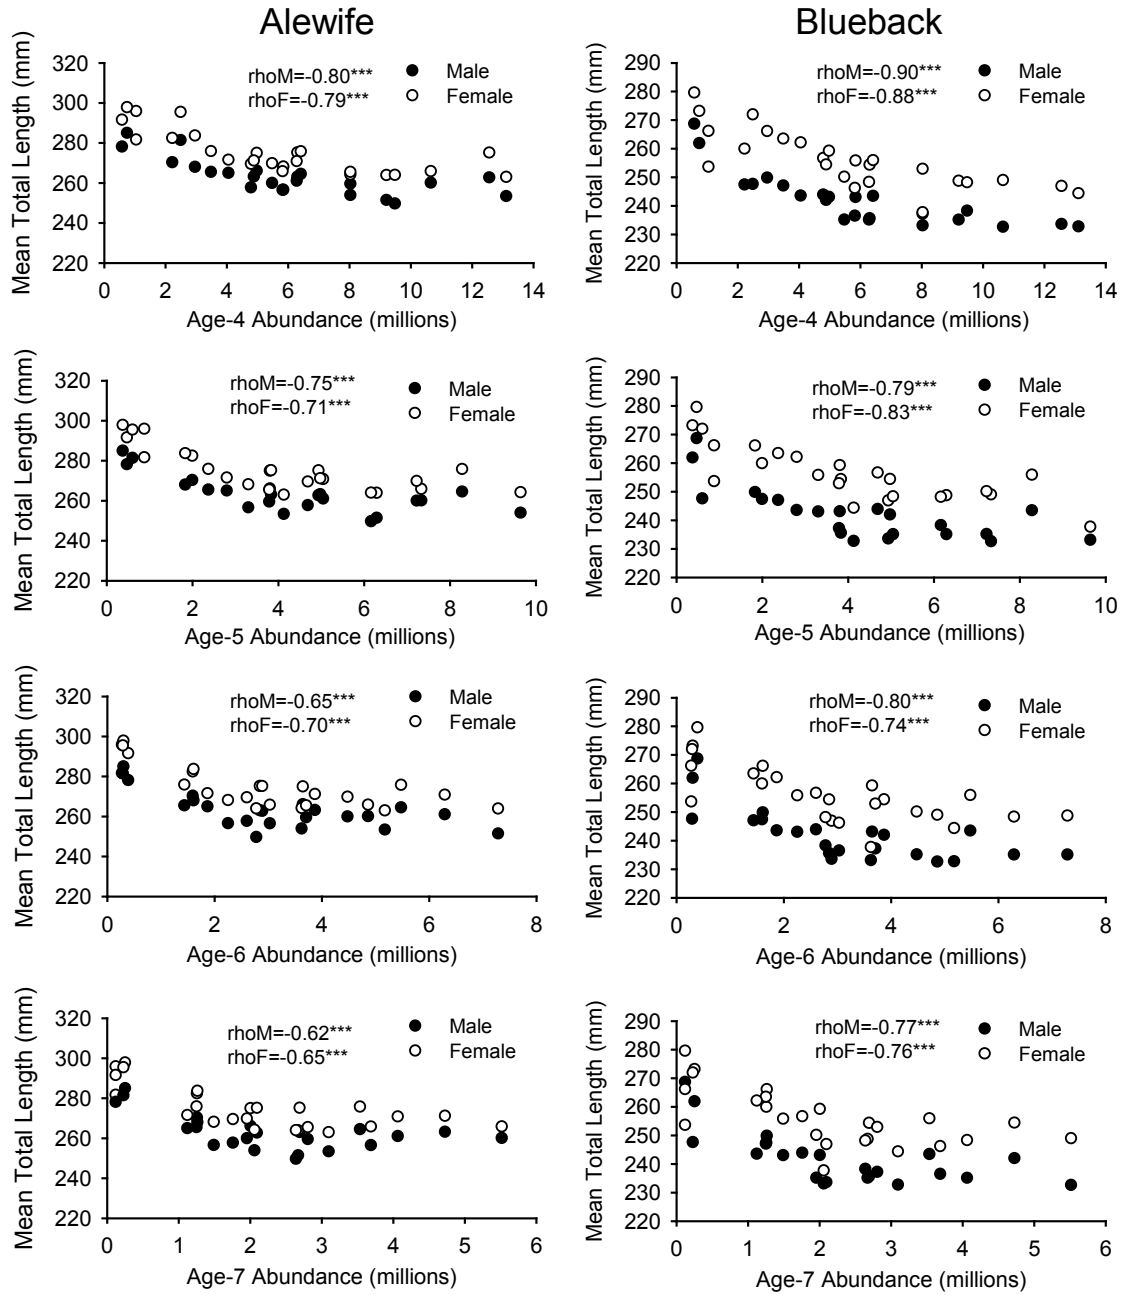 Alewife
Blueback
Mean Total Length (mm)
320
300
280
260
240
220
rhoM=-0.80***
rhoF=-0.79***
Male
Female
0 2 4 6 8 10 12 14
Age-4 Abundance (millions)
Mean Total Length (mm)
290
280
270
260
250
240
230
220
rhoM=-0.90***
rhoF=-0.88***
Male
Female
0 2 4 6 8 10 12 14
Age-4 Abundance (millions)
Mean Total Length (mm)
320
300
280
260
240
220
rhoM=-0.75***
rhoF=-0.71***
Male
Female
0 2 4 6 8 10
Age-5 Abundance (millions)
Mean Total Length (mm)
290
280
270
260
250
240
230
220
rhoM=-0.79***
rhoF=-0.83***
Male
Female
0 2 4 6 8 10
Age-5 Abundance (millions)
Mean Total Length (mm)
320
300
280
260
240
220
rhoM=-0.65***
rhoF=-0.70***
Male
Female
0 2 4 6 8
Age-6 Abundance (millions)
Mean Total Length (mm)
290
280
270
260
250
240
230
220
rhoM=-0.80***
rhoF=-0.74***
Male
Female
0 2 4 6 8
Age-6 Abundance (millions)
Mean Total Length (mm)
320
300
280
260
240
220
rhoM=-0.62***
rhoF=-0.65***
Male
Female
0 1 2 3 4 5 6
Age-7 Abundance (millions)
Mean Total Length (mm)
290
280
270
260
250
240
230
220
rhoM=-0.77***
rhoF=-0.76***
Male
Female
0 1 2 3 4 5 6
Age-7 Abundance (millions)